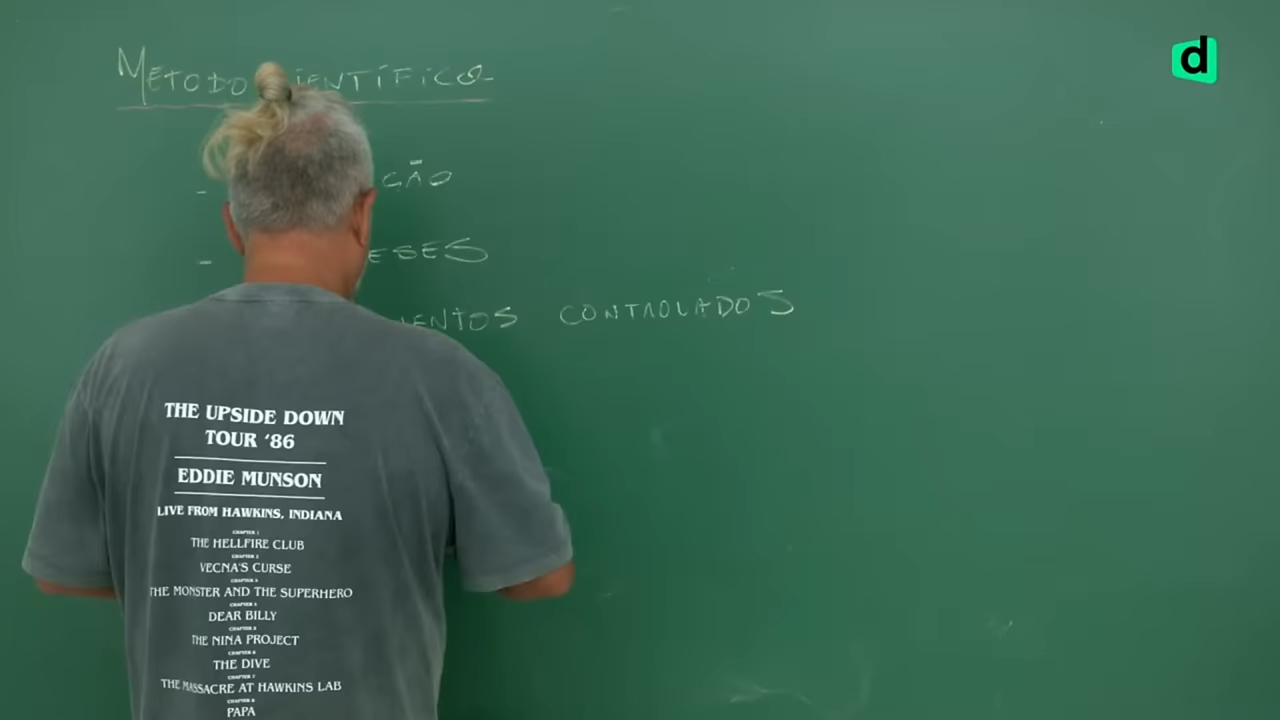 MÉTODO CIENTÍFICO
- ÇÃO
- ESES
MENTOS CONTROLADOS
d
THE UPSIDE DOWN
TOUR '86
EDDIE MUNSON
LIVE FROM HAWKINS, INDIANA
CHAPTER 1
THE HELLFIRE CLUB
CHAPTER 2
VECNA'S CURSE
CHAPTER 3
THE MONSTER AND THE SUPERHERO
CHAPTER 4
DEAR BILLY
CHAPTER 5
THE NINA PROJECT
CHAPTER 6
THE DIVE
CHAPTER 7
THE MASSACRE AT HAWKINS LAB
CHAPTER 8
PAPA